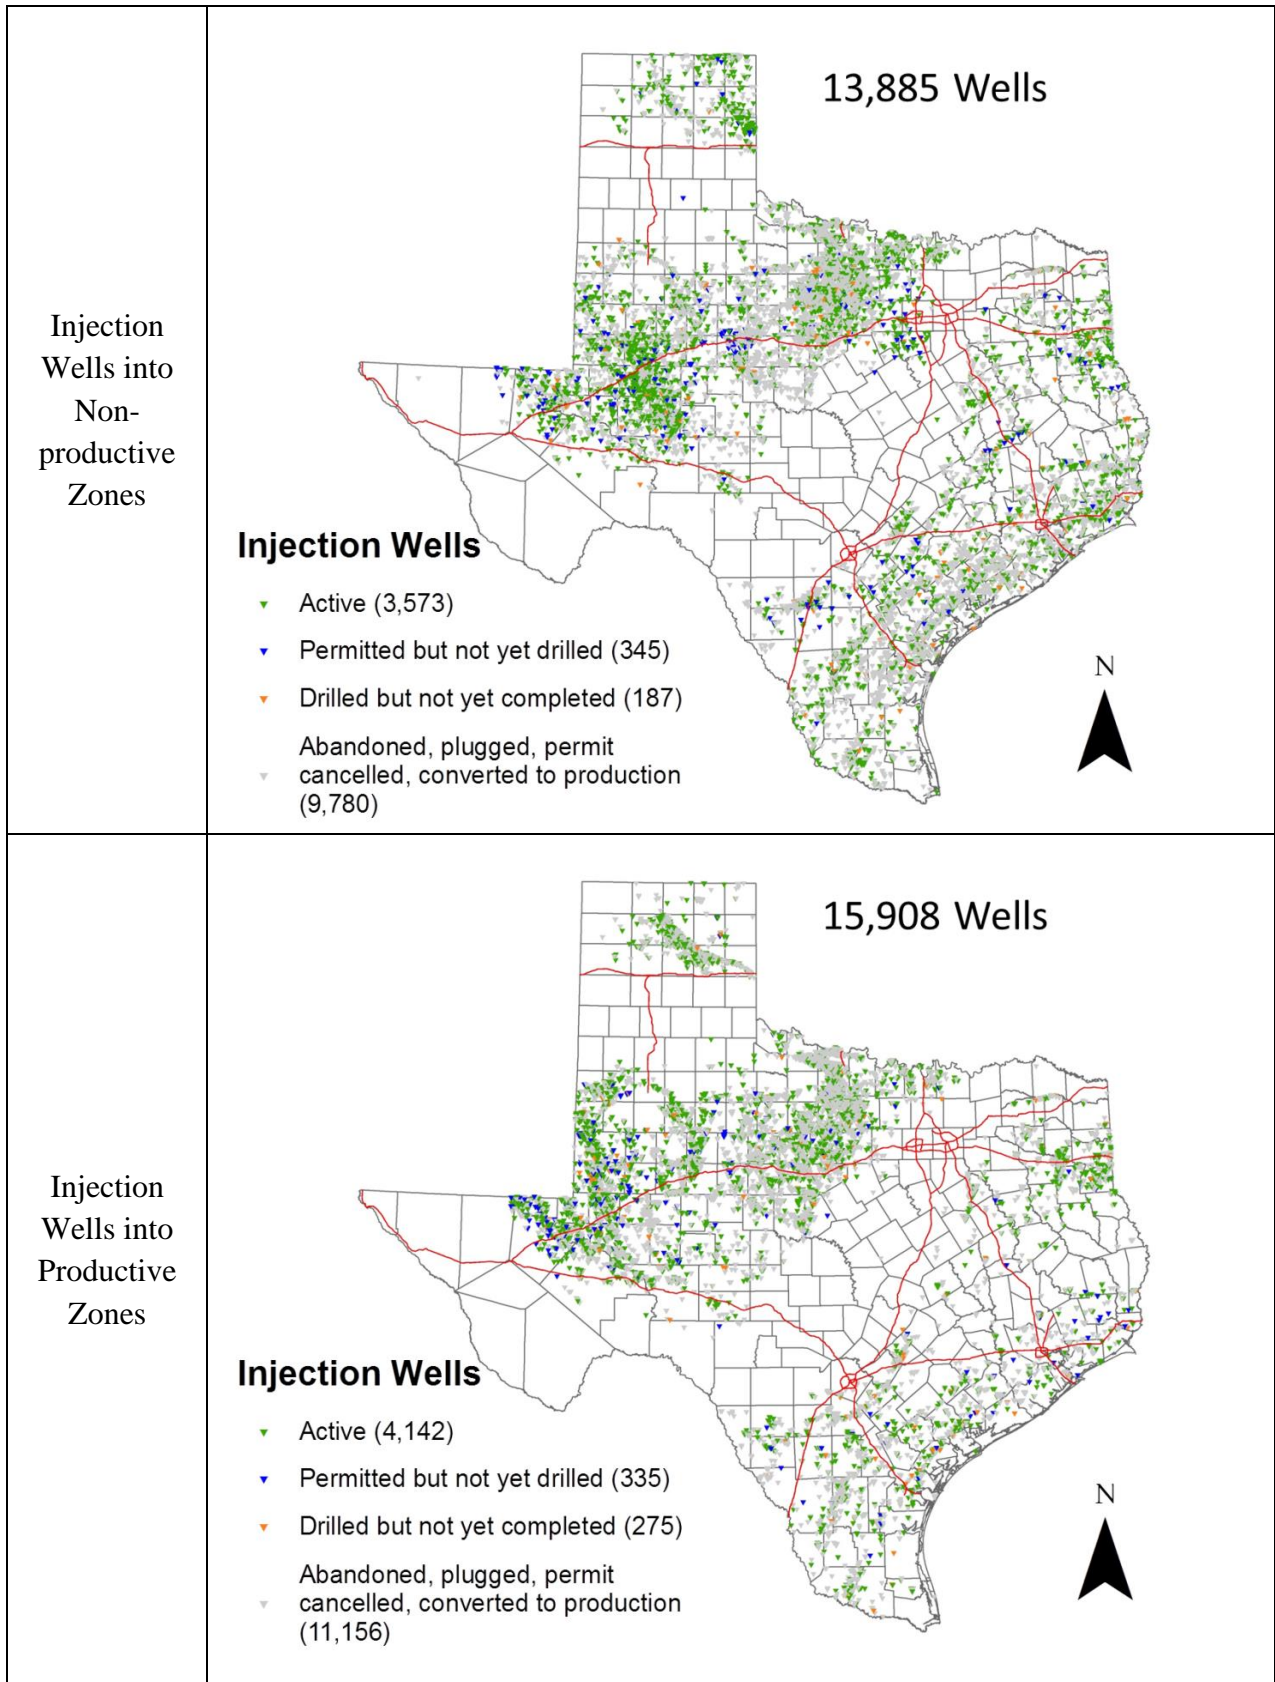 Injection
Wells into
Non-
productive
Zones
13,885 Wells
Injection Wells
Active (3,573)
Permitted but not yet drilled (345)
Drilled but not yet completed (187)
Abandoned, plugged, permit
cancelled, converted to production
(9,780)
N
Injection
Wells into
Productive
Zones
15,908 Wells
Injection Wells
Active (4,142)
Permitted but not yet drilled (335)
Drilled but not yet completed (275)
Abandoned, plugged, permit
cancelled, converted to production
(11,156)
N